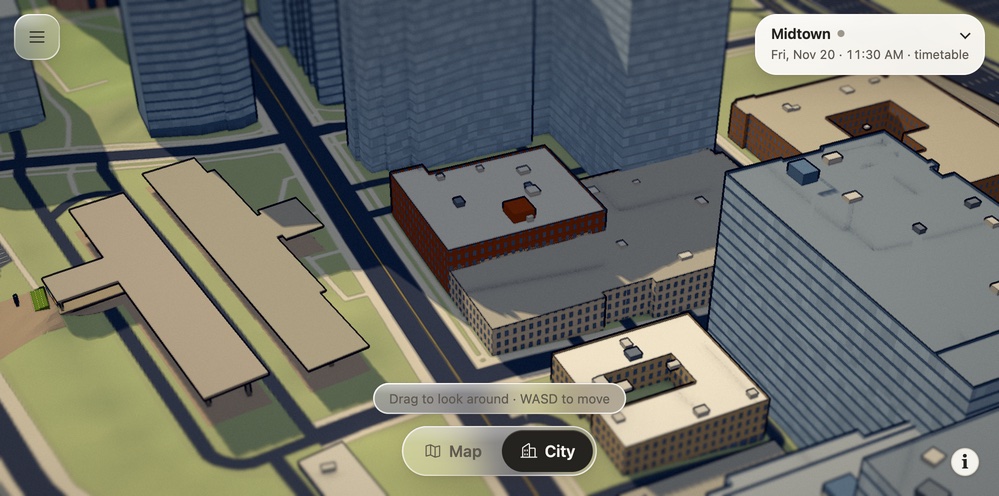 Midtown
Fri, Nov 20 · 11:30 AM · timetable
Drag to look around · WASD to move
Map
City
i